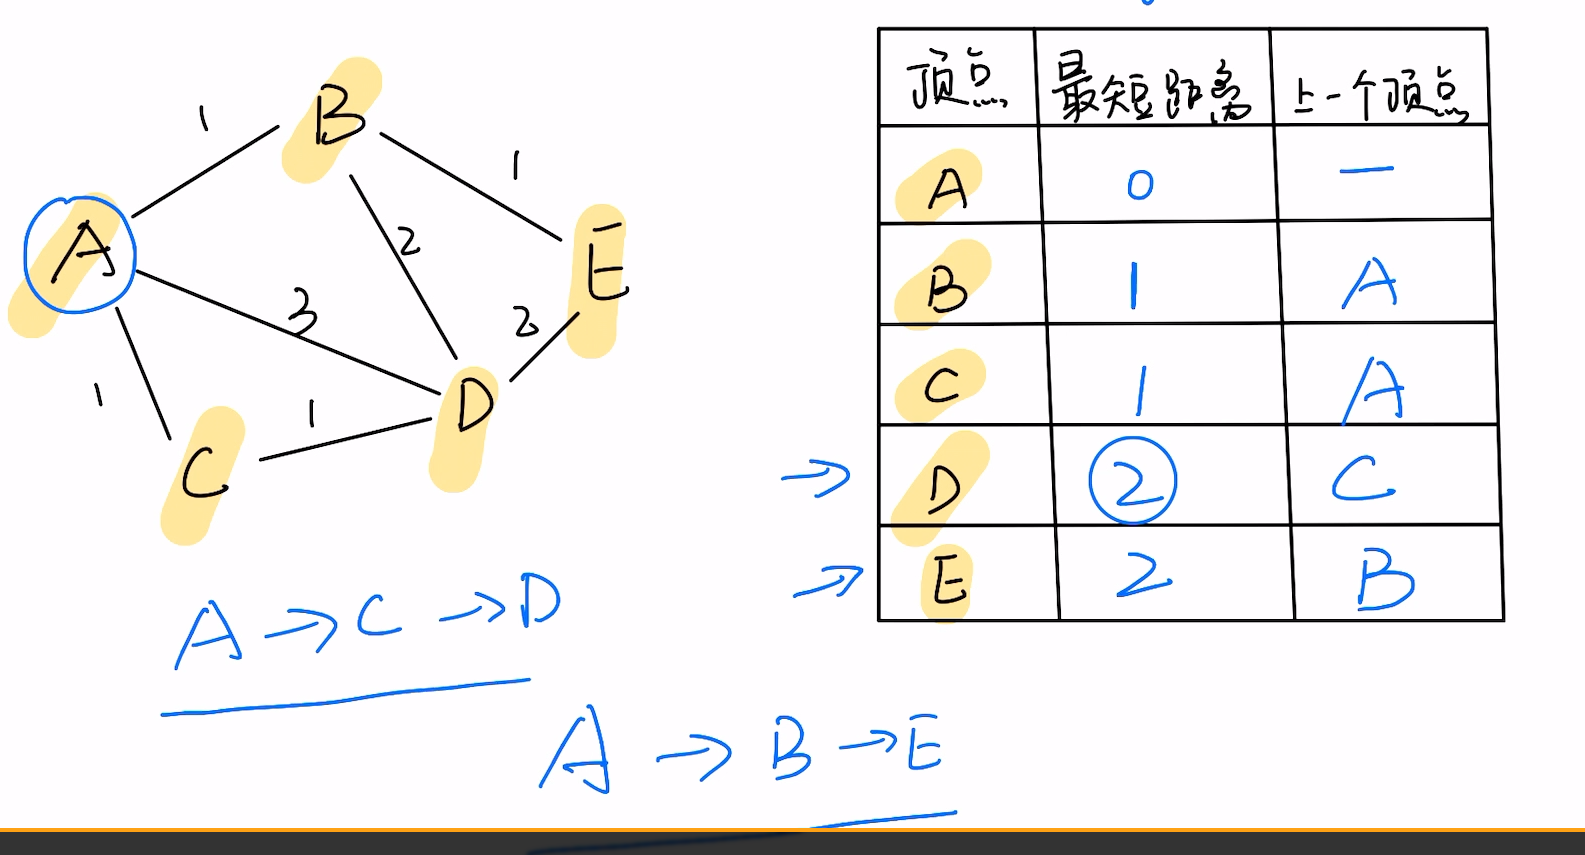 1
B
1
A
2
E
3
2
D
1
1
C
A → C → D
A → B → E
顶点 最短距离 上一个顶点
A 0 —
B 1 A
C 1 A
→ D 2 C
→ E 2 B